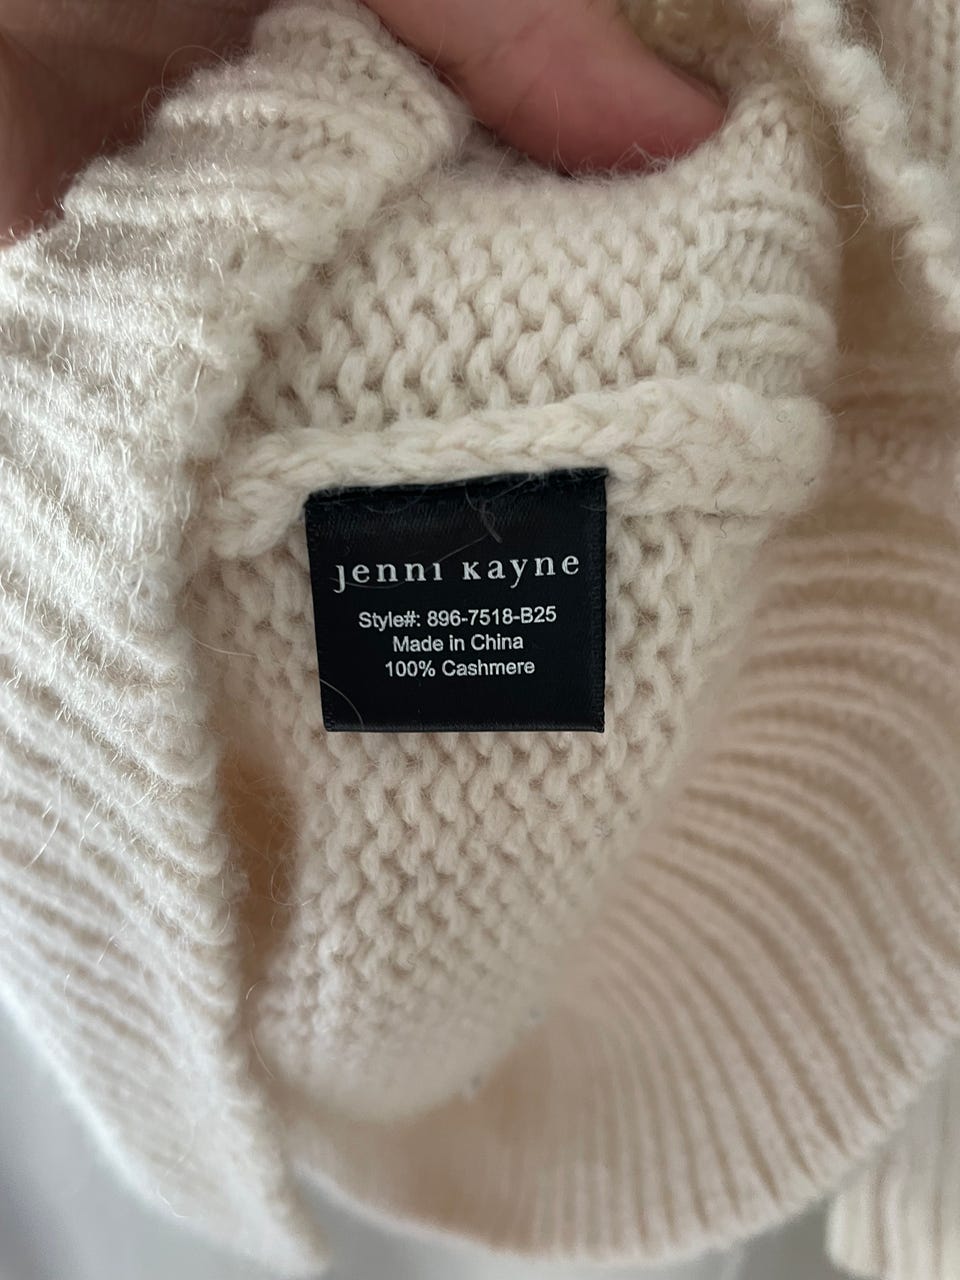 jenni kayne
Style#: 896-7518-B25
Made in China
100% Cashmere